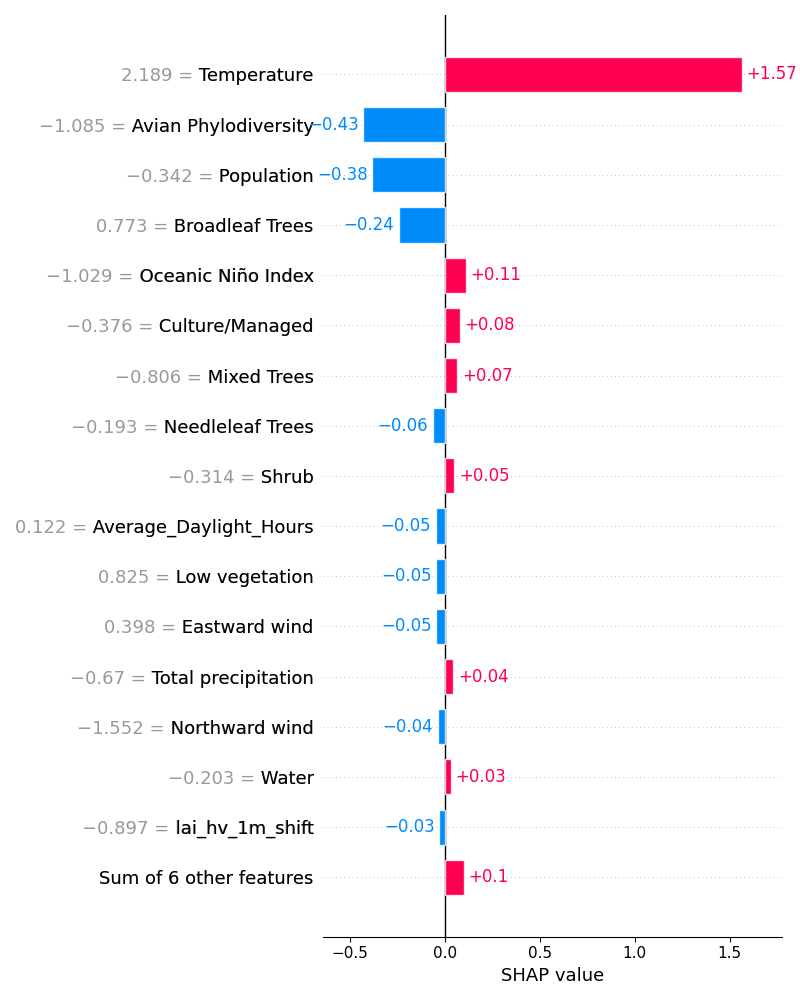 2.189 = Temperature +1.57
−1.085 = Avian Phylodiversity −0.43
−0.342 = Population −0.38
0.773 = Broadleaf Trees −0.24
−1.029 = Oceanic Niño Index +0.11
−0.376 = Culture/Managed +0.08
−0.806 = Mixed Trees +0.07
−0.193 = Needleleaf Trees −0.06
−0.314 = Shrub +0.05
0.122 = Average_Daylight_Hours −0.05
0.825 = Low vegetation −0.05
0.398 = Eastward wind −0.05
−0.67 = Total precipitation +0.04
−1.552 = Northward wind −0.04
−0.203 = Water +0.03
−0.897 = lai_hv_1m_shift −0.03
Sum of 6 other features +0.1
−0.5 0.0 0.5 1.0 1.5
SHAP value